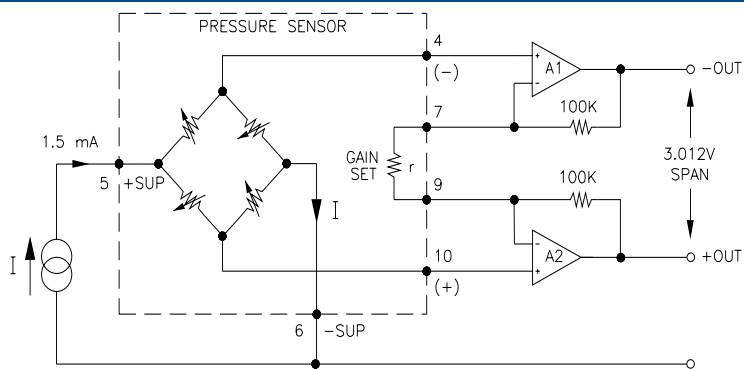 PRESSURE SENSOR
4
(-)
A1
+
-
-OUT
100K
7
1.5 mA
GAIN
SET
r
3.012V
SPAN
5
+SUP
9
100K
I
I
-
+
A2
+OUT
10
(+)
6
-SUP